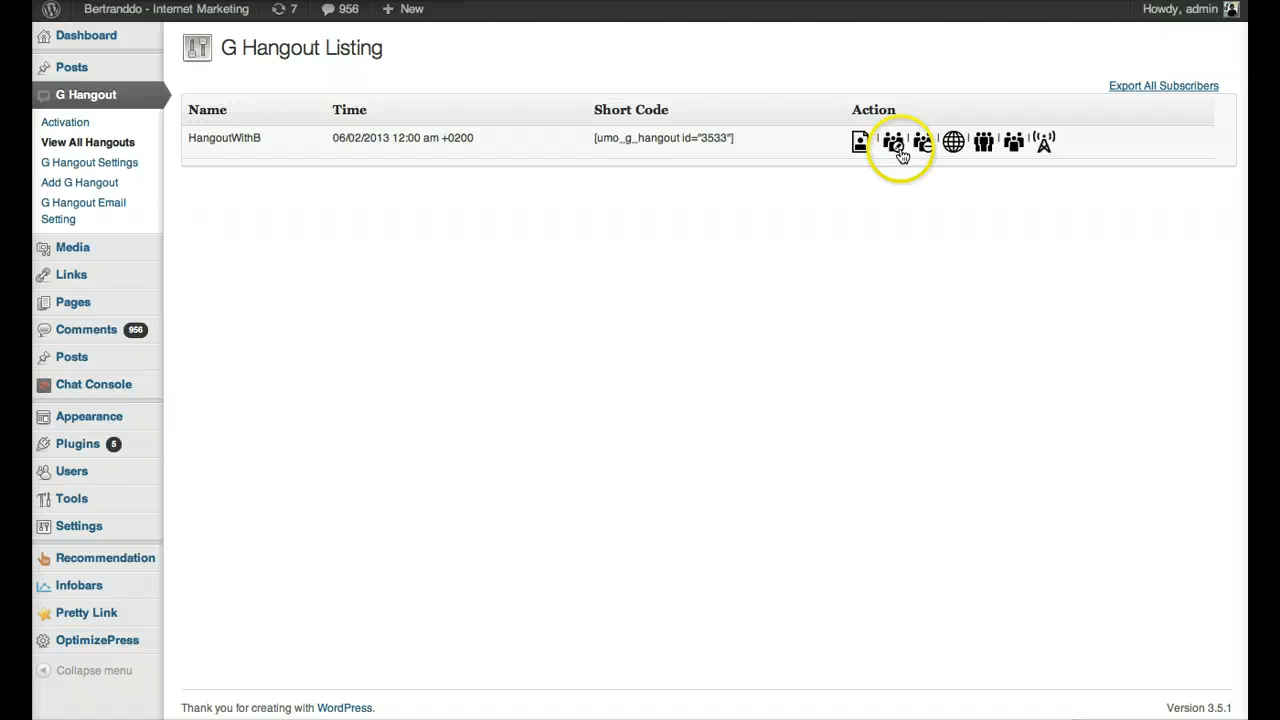 Bertranddo - Internet Marketing 7 956 + New Howdy, admin
Dashboard
Posts
G Hangout
Activation
View All Hangouts
G Hangout Settings
Add G Hangout
G Hangout Email
Setting
Media
Links
Pages
Comments 956
Posts
Chat Console
Appearance
Plugins 5
Users
Tools
Settings
Recommendation
Infobars
Pretty Link
OptimizePress
Collapse menu
G Hangout Listing
Export All Subscribers
Name Time Short Code Action
HangoutWithB 06/02/2013 12:00 am +0200 [umo_g_hangout id="3533"] | | | | | |
Thank you for creating with WordPress. Version 3.5.1